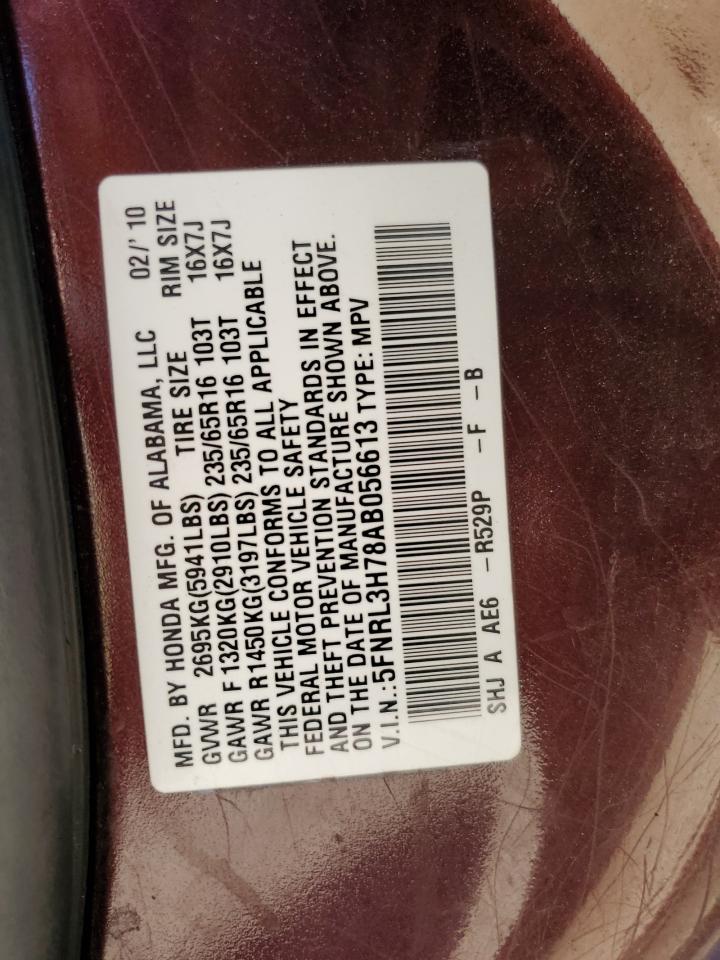 MFD. BY HONDA MFG. OF ALABAMA, LLC 02/' 10
GVWR 2695KG(5941LBS) TIRE SIZE RIM SIZE
GAWR F 1320KG(2910LBS) 235/65R16 103T 16X7J
GAWR R1450KG(3197LBS) 235/65R16 103T 16X7J
THIS VEHICLE CONFORMS TO ALL APPLICABLE
FEDERAL MOTOR VEHICLE SAFETY
AND THEFT PREVENTION STANDARDS IN EFFECT
ON THE DATE OF MANUFACTURE SHOWN ABOVE.
V.I.N.:5FNRL3H78AB056613 TYPE: MPV
SHJ A AE6 -R529P -F -B